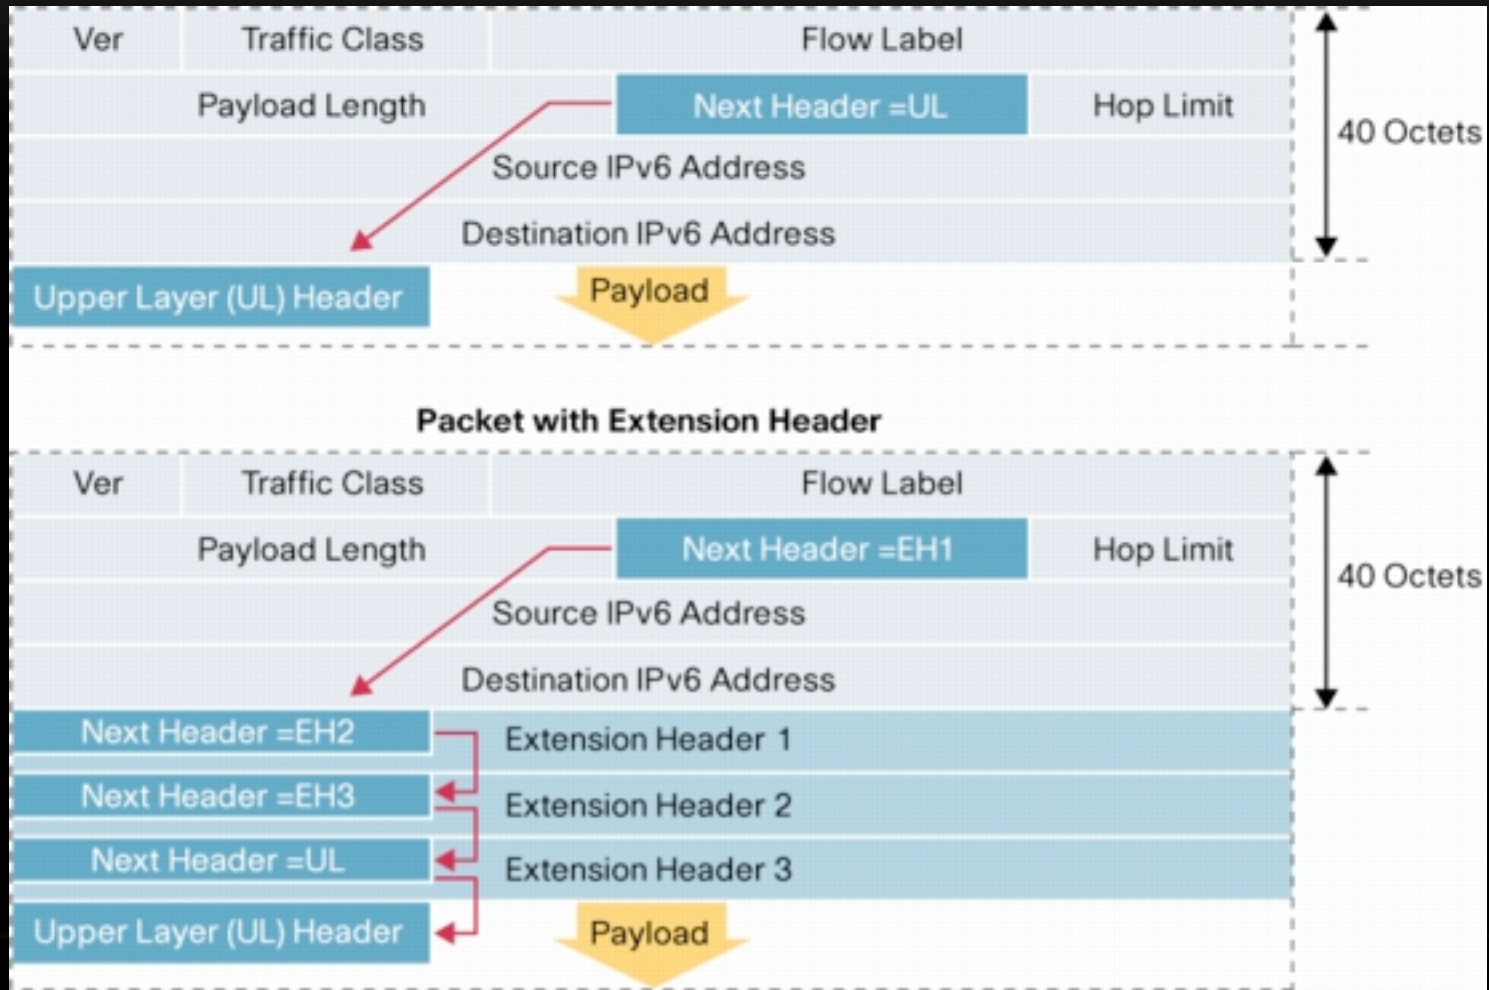 Ver Traffic Class Flow Label
Payload Length Next Header =UL Hop Limit
40 Octets
Source IPv6 Address
Destination IPv6 Address
Upper Layer (UL) Header Payload
Packet with Extension Header
Ver Traffic Class Flow Label
Payload Length Next Header =EH1 Hop Limit
40 Octets
Source IPv6 Address
Destination IPv6 Address
Next Header =EH2 Extension Header 1
Next Header =EH3 Extension Header 2
Next Header =UL Extension Header 3
Upper Layer (UL) Header Payload